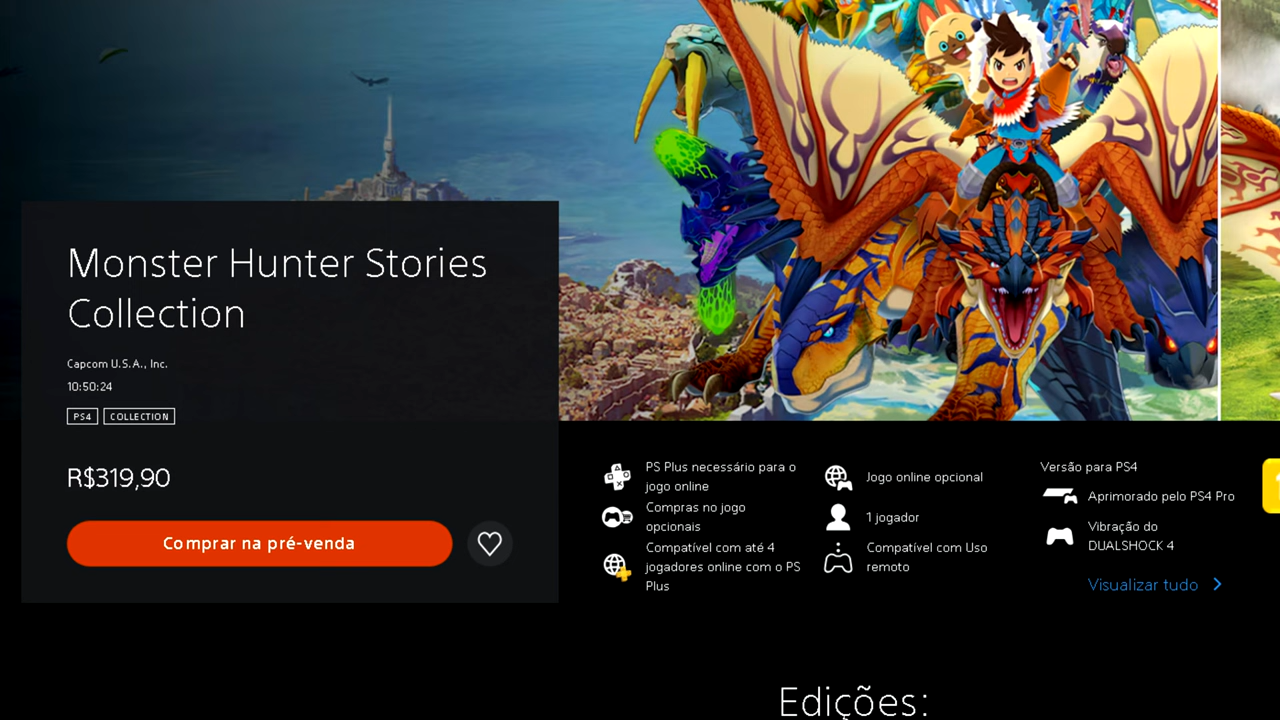 Monster Hunter Stories
Collection
Capcom U.S.A., Inc.
10:50:24
PS4 COLLECTION
R$319,90
Comprar na pré-venda
PS Plus necessário para o
jogo online
Compras no jogo
opcionais
Compatível com até 4
jogadores online com o PS
Plus
Jogo online opcional
1 jogador
Compatível com Uso
remoto
Versão para PS4
Aprimorado pelo PS4 Pro
Vibração do
DUALSHOCK 4
Visualizar tudo
Edições: